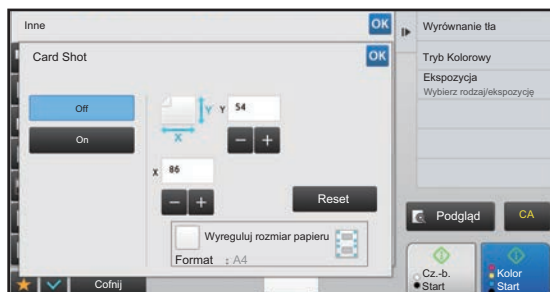 Inne
OK
Card Shot
OK
Off
On
Y Y 54
X
X 86
Reset
Wyreguluj rozmiar papieru
Format : A4
Cofnij
Wyrównanie tła
Tryb Kolorowy
Ekspozycja
Wybierz rodzaj/ekspozycję
Podgląd
CA
Cz.-b.
Start
Kolor
Start